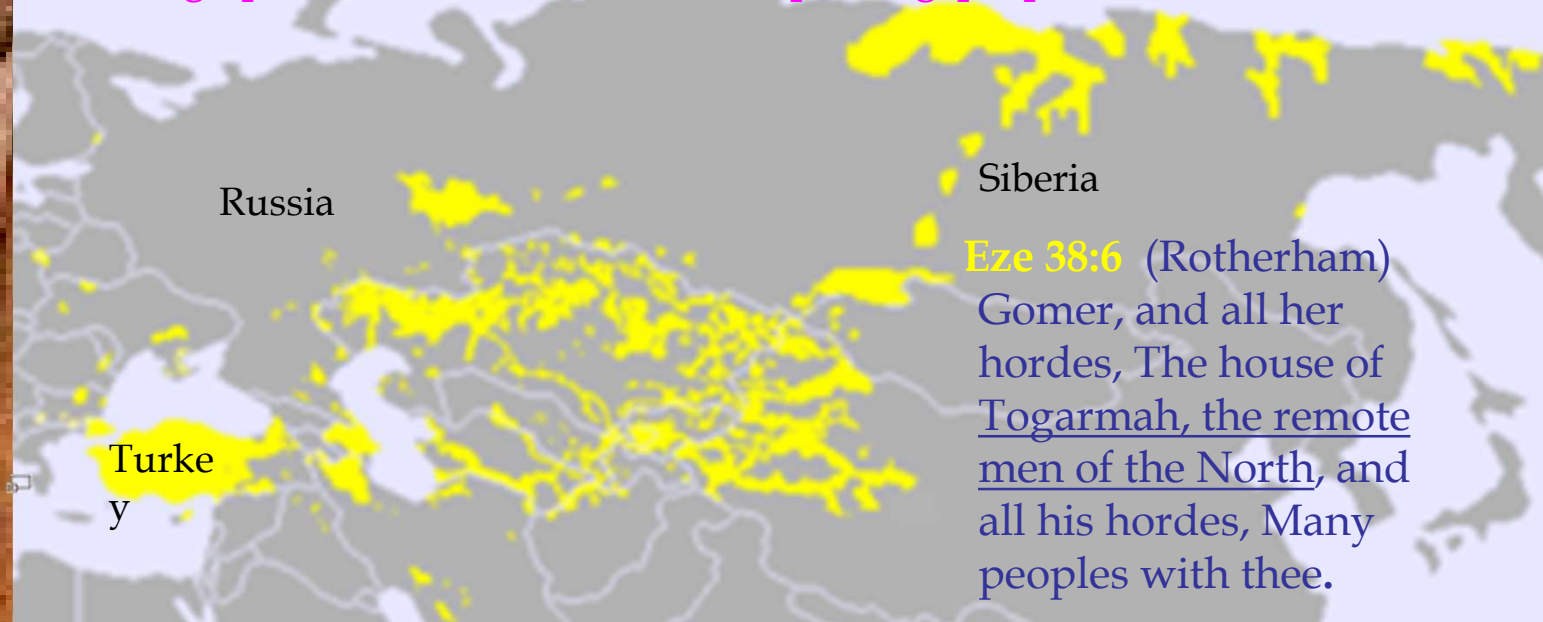 Russia
Siberia
Eze 38:6 (Rotherham)
Gomer, and all her
hordes, The house of
Togarmah, the remote
men of the North, and
all his hordes, Many
peoples with thee.
Turke
y